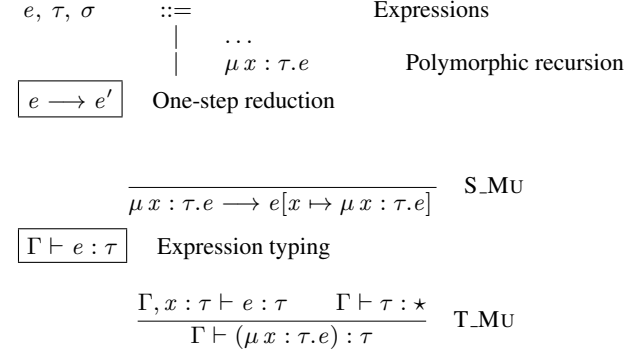 e, τ, σ ::= Expressions
| ...
| μ x : τ.e Polymorphic recursion
e ⟶ e′ One-step reduction
S_MU
μ x : τ.e ⟶ e[x ↦ μ x : τ.e]
Γ ⊢ e : τ Expression typing
Γ, x : τ ⊢ e : τ Γ ⊢ τ : ⋆
T_MU
Γ ⊢ (μ x : τ.e) : τ